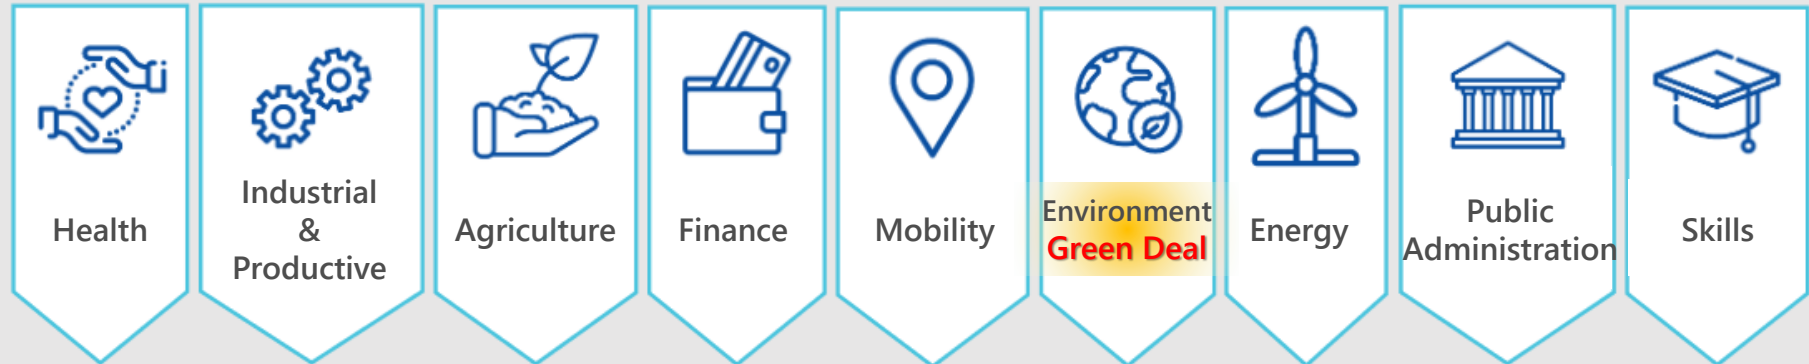 Health
Industrial
&
Productive
Agriculture
Finance
Mobility
Environment
Green Deal
Energy
Public
Administration
Skills